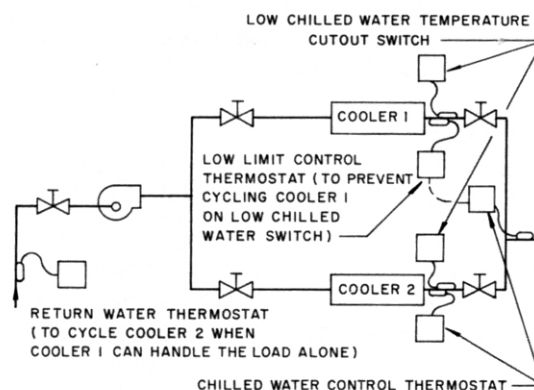 LOW CHILLED WATER TEMPERATURE
CUTOUT SWITCH
COOLER 1
LOW LIMIT CONTROL
THERMOSTAT (TO PREVENT
CYCLING COOLER 1
ON LOW CHILLED
WATER SWITCH)
COOLER 2
RETURN WATER THERMOSTAT
(TO CYCLE COOLER 2 WHEN
COOLER 1 CAN HANDLE THE LOAD ALONE)
CHILLED WATER CONTROL THERMOSTAT